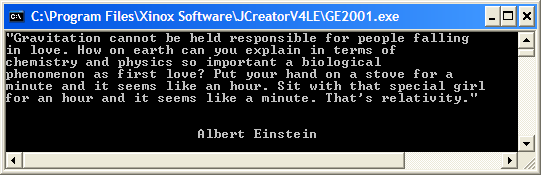 C:\Program Files\Xinox Software\JCreatorV4LE\GE2001.exe
"Gravitation cannot be held responsible for people falling
in love. How on earth can you explain in terms of
chemistry and physics so important a biological
phenomenon as first love? Put your hand on a stove for a
minute and it seems like an hour. Sit with that special girl
for an hour and it seems like a minute. That's relativity."
Albert Einstein